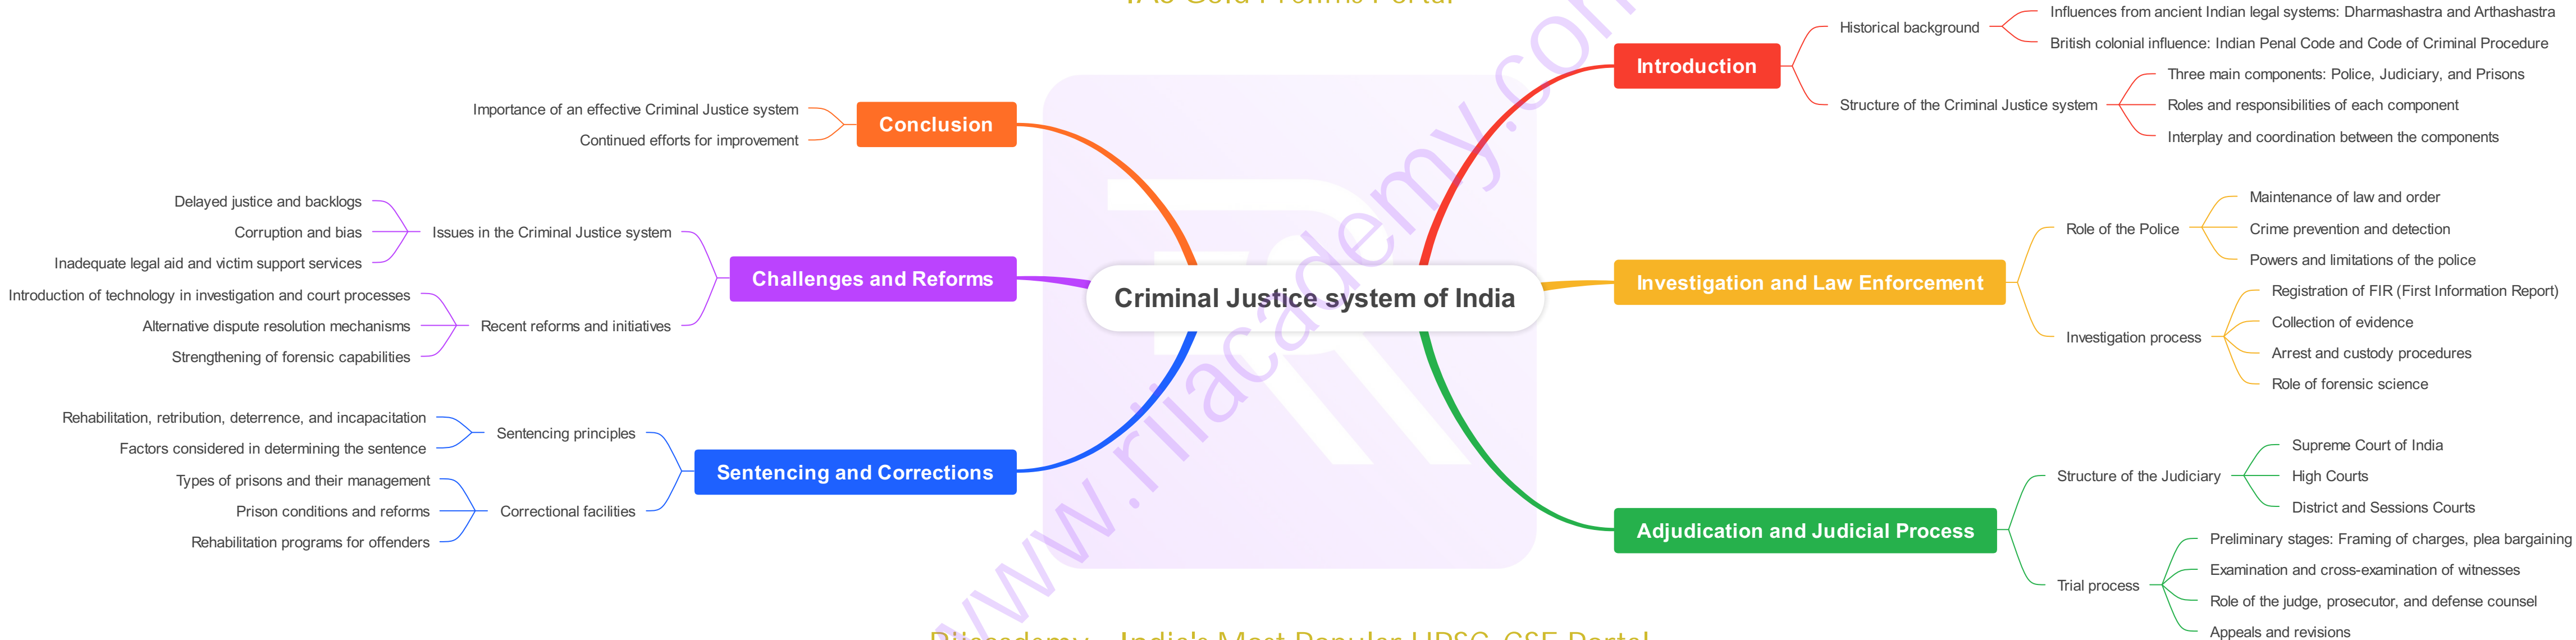 IAS Gold Prelims Portal
Criminal Justice system of India
Introduction
Historical background
Influences from ancient Indian legal systems: Dharmashastra and Arthashastra
British colonial influence: Indian Penal Code and Code of Criminal Procedure
Structure of the Criminal Justice system
Three main components: Police, Judiciary, and Prisons
Roles and responsibilities of each component
Interplay and coordination between the components
Investigation and Law Enforcement
Role of the Police
Maintenance of law and order
Crime prevention and detection
Powers and limitations of the police
Investigation process
Registration of FIR (First Information Report)
Collection of evidence
Arrest and custody procedures
Role of forensic science
Adjudication and Judicial Process
Structure of the Judiciary
Supreme Court of India
High Courts
District and Sessions Courts
Trial process
Preliminary stages: Framing of charges, plea bargaining
Examination and cross-examination of witnesses
Role of the judge, prosecutor, and defense counsel
Appeals and revisions
Sentencing and Corrections
Sentencing principles
Rehabilitation, retribution, deterrence, and incapacitation
Factors considered in determining the sentence
Correctional facilities
Types of prisons and their management
Prison conditions and reforms
Rehabilitation programs for offenders
Challenges and Reforms
Issues in the Criminal Justice system
Delayed justice and backlogs
Corruption and bias
Inadequate legal aid and victim support services
Recent reforms and initiatives
Introduction of technology in investigation and court processes
Alternative dispute resolution mechanisms
Strengthening of forensic capabilities
Conclusion
Importance of an effective Criminal Justice system
Continued efforts for improvement
www.rijacademy.com
India's Most Popular UPSC-CSE Portal